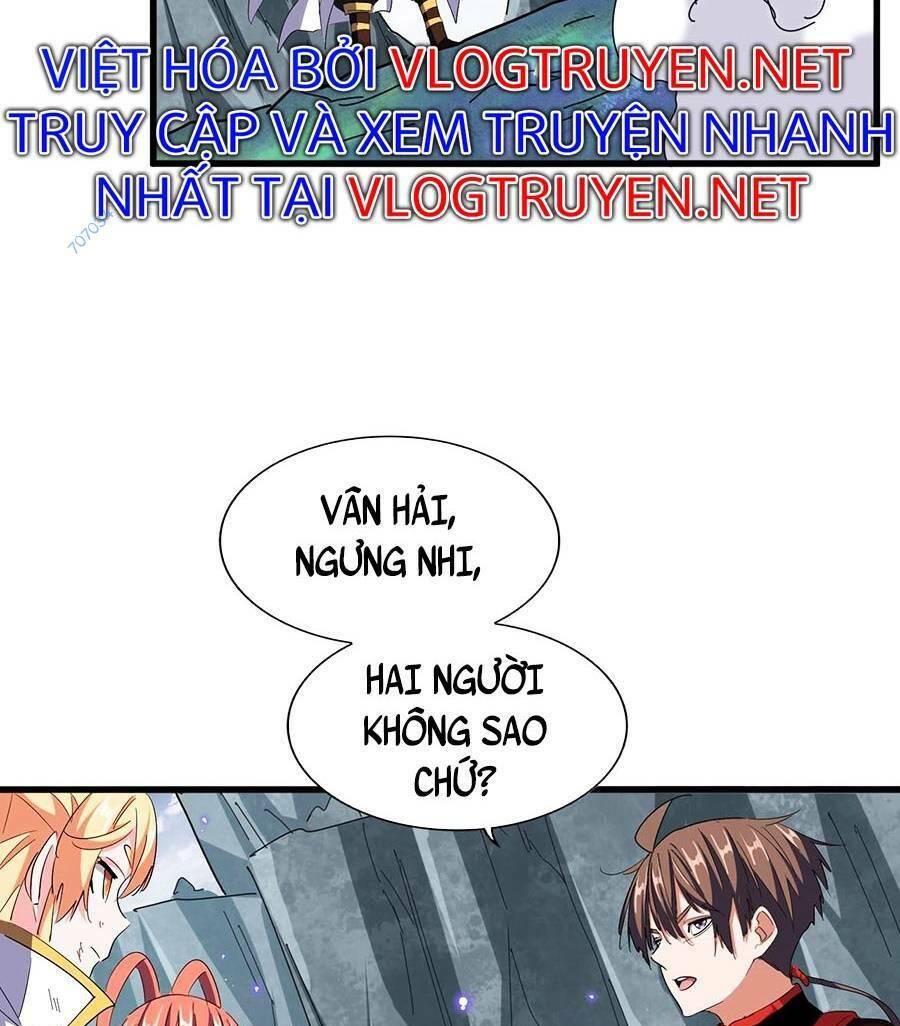 VIỆT HÓA BỞI VLOGTRUYEN.NET
TRUY CẬP VÀ XEM TRUYỆN NHANH
NHẤT TẠI VLOGTRUYEN.NET
VÂN HẢI,
NGƯNG NHI,
HAI NGƯỜI
KHÔNG SAO
CHỨ?